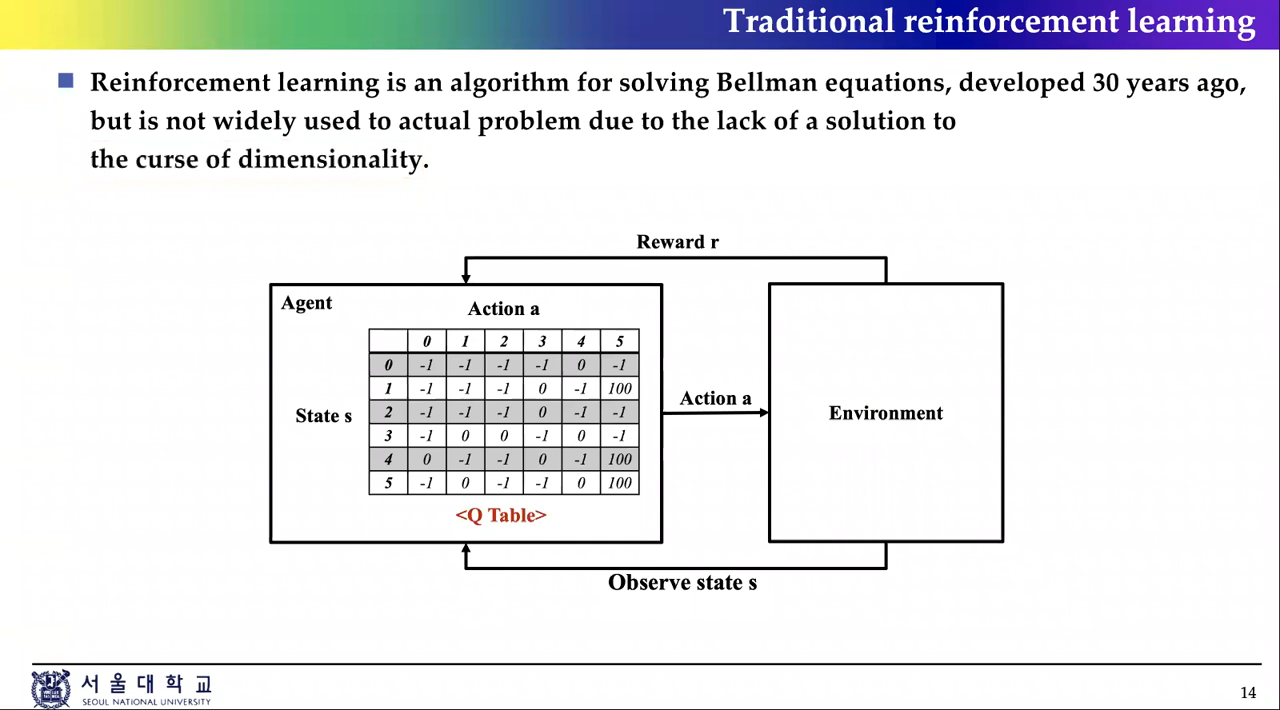 Traditional reinforcement learning
Reinforcement learning is an algorithm for solving Bellman equations, developed 30 years ago,
but is not widely used to actual problem due to the lack of a solution to
the curse of dimensionality.
Reward r
Agent
Action a
0 1 2 3 4 5
0 -1 -1 -1 -1 0 -1
1 -1 -1 -1 0 -1 100
2 -1 -1 -1 0 -1 -1
3 -1 0 0 -1 0 -1
4 0 -1 -1 0 -1 100
5 -1 0 -1 -1 0 100
State s
<Q Table>
Action a
Environment
Observe state s
서울대학교
SEOUL NATIONAL UNIVERSITY
14